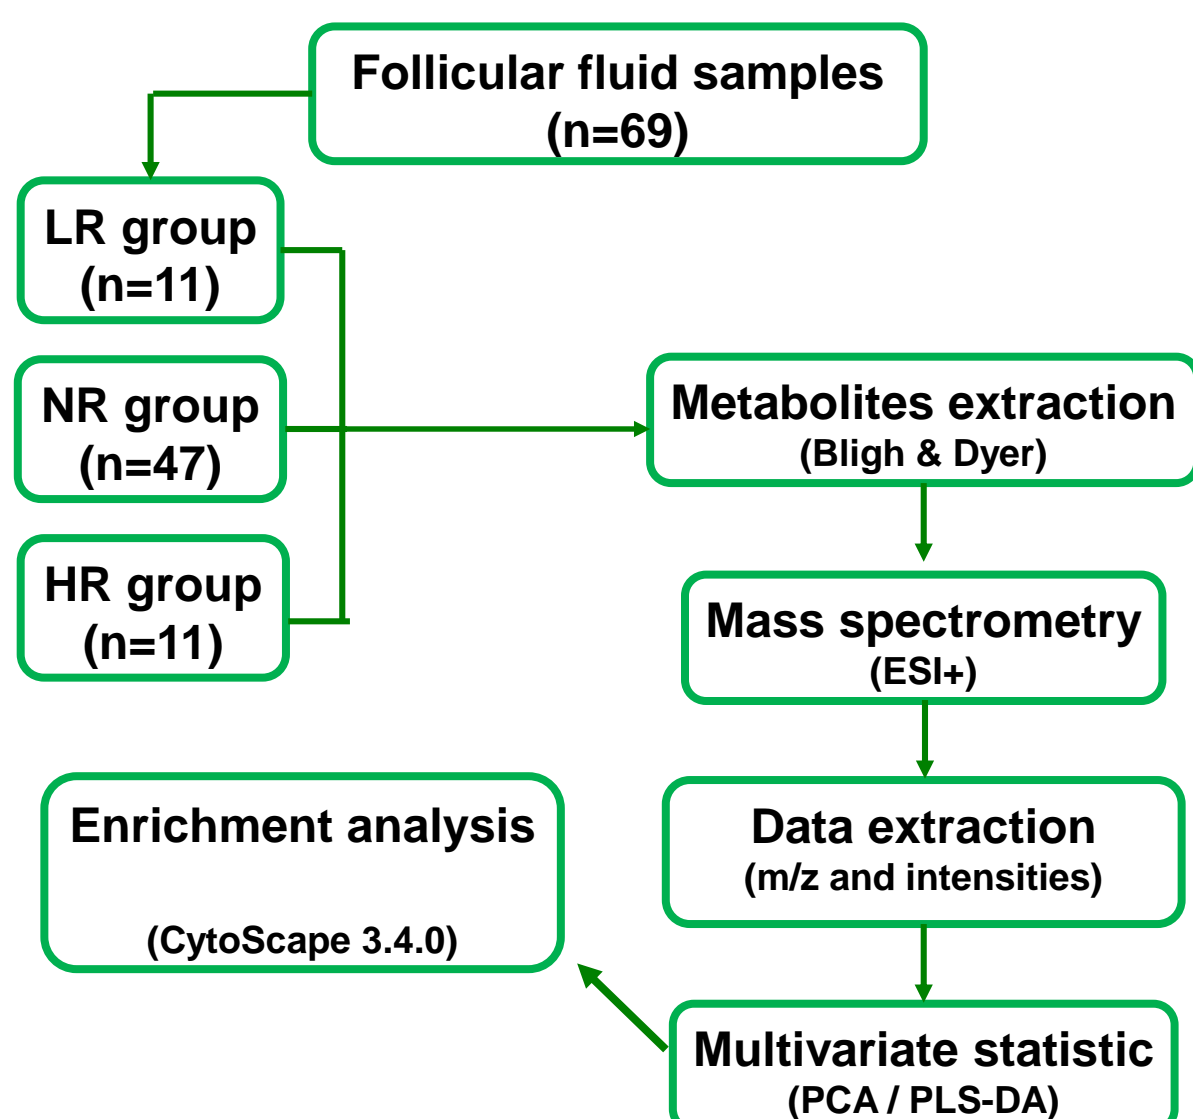 Follicular fluid samples
(n=69)
LR group
(n=11)
NR group
(n=47)
HR group
(n=11)
Metabolites extraction
(Bligh & Dyer)
Mass spectrometry
(ESI+)
Data extraction
(m/z and intensities)
Multivariate statistic
(PCA / PLS-DA)
Enrichment analysis
(CytoScape 3.4.0)